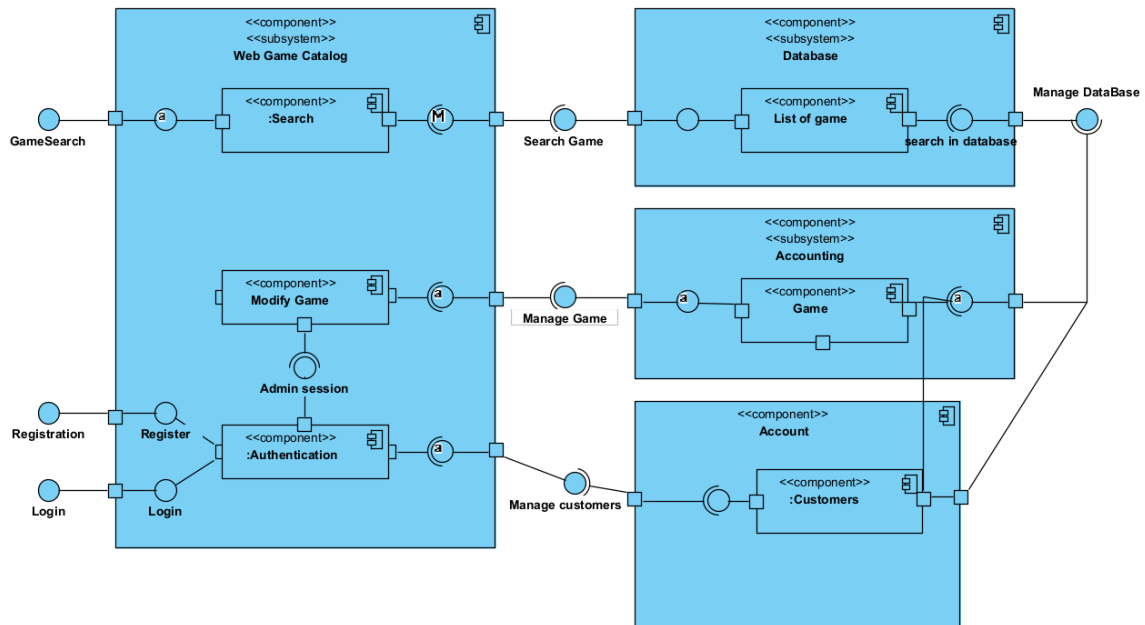 <<component>>
<<subsystem>>
Web Game Catalog
<<component>>
:Search
GameSearch
a
M
Search Game
<<component>>
<<subsystem>>
Database
<<component>>
List of game
search in database
Manage DataBase
<<component>>
Modify Game
a
Manage Game
<<component>>
<<subsystem>>
Accounting
a
<<component>>
Game
a
Admin session
Registration
Register
<<component>>
:Authentication
a
Login
Login
Manage customers
<<component>>
Account
<<component>>
:Customers